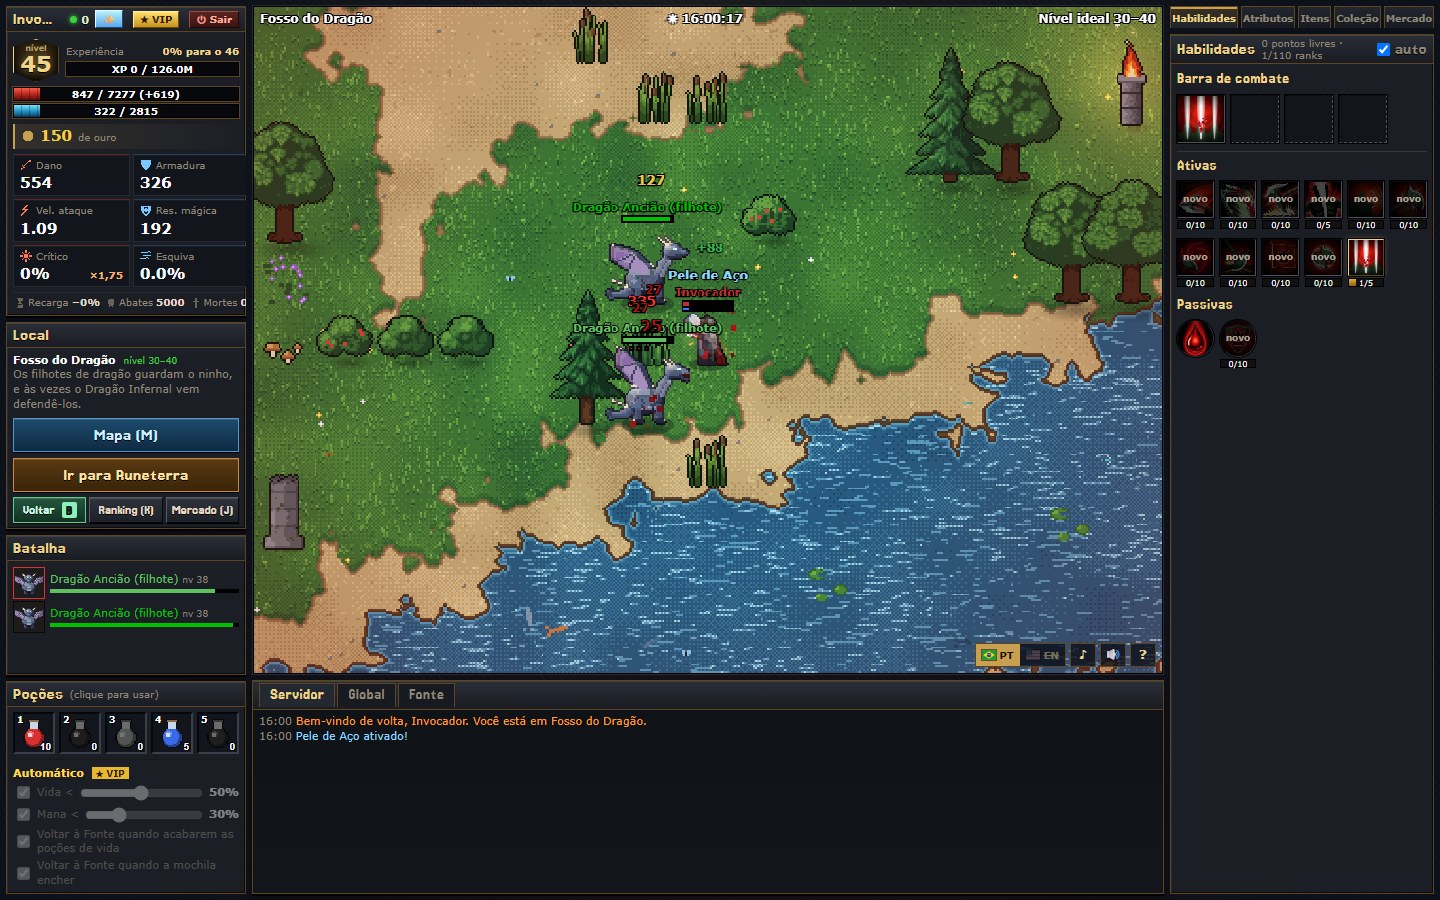 Invo...
0
★ VIP
Sair
nível
45
Experiência
0% para o 46
XP 0 / 126.0M
847 / 7277 (+619)
322 / 2815
150 de ouro
Dano
554
Armadura
326
Vel. ataque
1.09
Res. mágica
192
Crítico
0%
×1,75
Esquiva
0.0%
Recarga −0%
Abates 5000
Mortes 0
Local
Fosso do Dragão nível 30–40
Os filhotes de dragão guardam o ninho,
e às vezes o Dragão Infernal vem
defendê-los.
Mapa (M)
Ir para Runeterra
Voltar B
Ranking (K)
Mercado (J)
Batalha
Dragão Ancião (filhote) nv 38
Dragão Ancião (filhote) nv 38
Poções (clique para usar)
1
10
2
0
3
0
4
5
5
0
Automático
★ VIP
Vida <
50%
Mana <
30%
Voltar à Fonte quando acabarem as
poções de vida
Voltar à Fonte quando a mochila
encher
Fosso do Dragão
16:00:17
Nível ideal 30–40
127
Dragão Ancião (filhote)
+88
Pele de Aço
27
335
27
Invocador
25
Dragão Ancião (filhote)
PT
EN
?
Servidor
Global
Fonte
16:00 Bem-vindo de volta, Invocador. Você está em Fosso do Dragão.
16:00 Pele de Aço ativado!
Habilidades
Atributos
Itens
Coleção
Mercado
Habilidades
0 pontos livres ·
1/110 ranks
auto
Barra de combate
Ativas
novo
novo
novo
novo
novo
novo
0/10
0/10
0/10
0/5
0/10
0/10
novo
novo
novo
novo
0/10
0/10
0/10
0/10
1/5
Passivas
novo
0/10